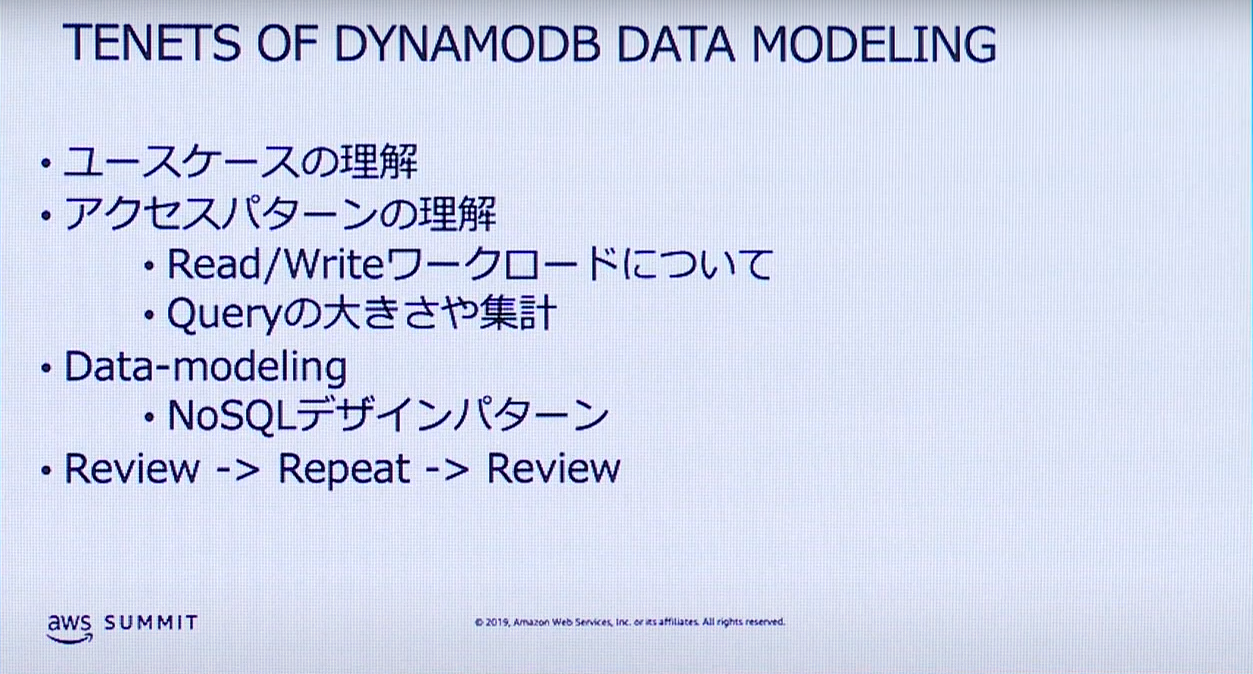 TENETS OF DYNAMODB DATA MODELING
• ユースケースの理解
• アクセスパターンの理解
• Read/Writeワークロードについて
• Queryの大きさや集計
• Data-modeling
• NoSQLデザインパターン
• Review -> Repeat -> Review
aws SUMMIT
© 2019, Amazon Web Services, Inc. or its affiliates. All rights reserved.